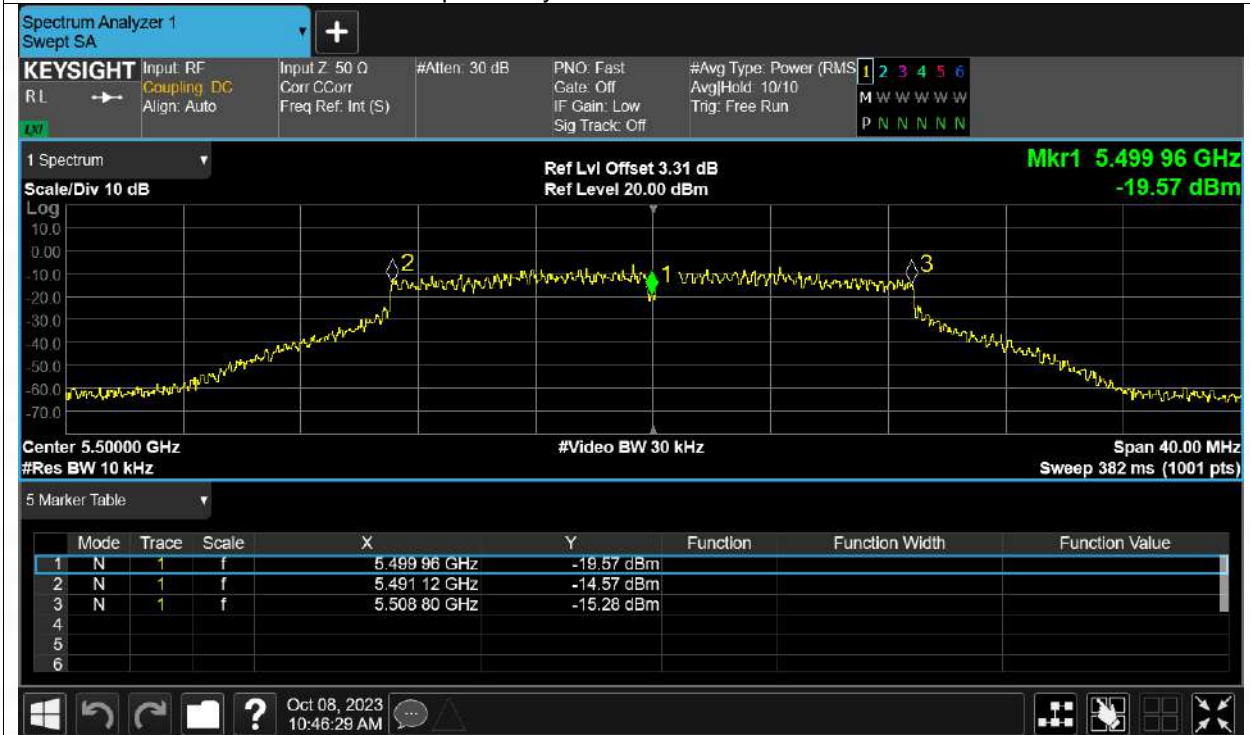 Spectrum Analyzer 1
Swept SA
+
KEYSIGHT Input: RF Input Z: 50 Ω #Atten: 30 dB PNO: Fast #Avg Type: Power (RMS 1 2 3 4 5 6
RL Coupling: DC Corr CCorr Gate: Off Avg|Hold: 10/10 M W W W W W
Align: Auto Freq Ref: Int (S) IF Gain: Low Trig: Free Run
LXI Sig Track: Off P N N N N N
1 Spectrum Ref Lvl Offset 3.31 dB Mkr1 5.499 96 GHz
Scale/Div 10 dB Ref Level 20.00 dBm -19.57 dBm
Log
10.0
0.00
2 3
-10.0 1
-20.0
-30.0
-40.0
-50.0
-60.0
-70.0
Center 5.50000 GHz #Video BW 30 kHz Span 40.00 MHz
#Res BW 10 kHz Sweep 382 ms (1001 pts)
5 Marker Table
Mode Trace Scale X Y Function Function Width Function Value
1 N 1 f 5.499 96 GHz -19.57 dBm
2 N 1 f 5.491 12 GHz -14.57 dBm
3 N 1 f 5.508 80 GHz -15.28 dBm
4
5
6
? Oct 08, 2023
10:46:29 AM